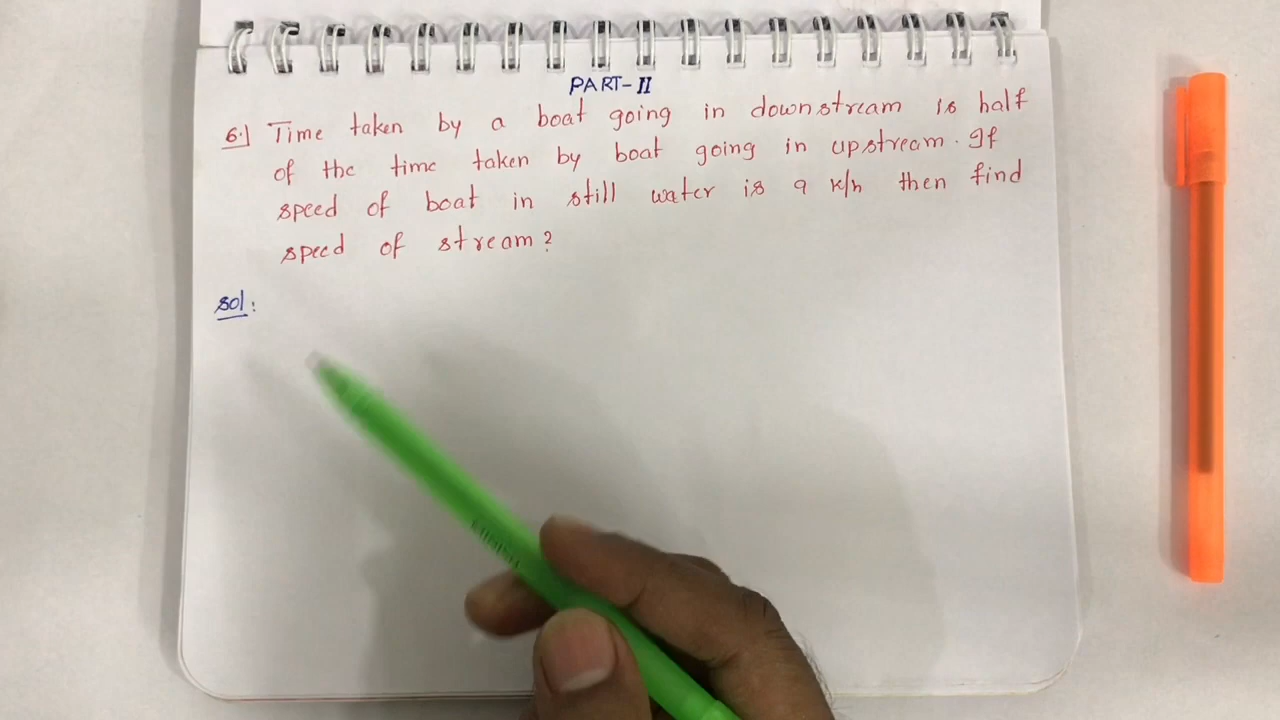 PART-II
6.) Time taken by a boat going in downstream is half
of the time taken by boat going in upstream. If
speed of boat in still water is 9 k/h then find
speed of stream?
Sol: